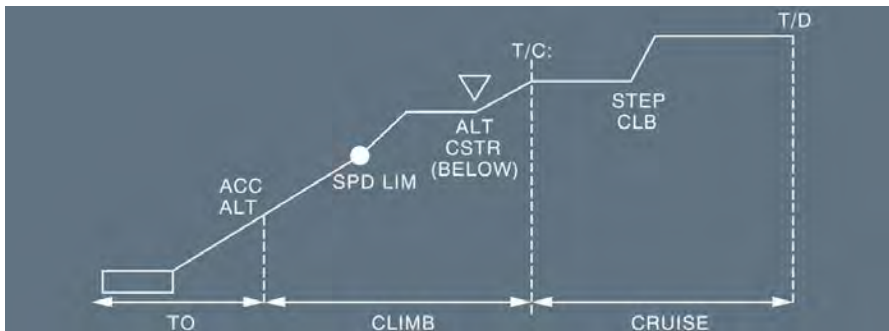 T/D
T/C:
STEP
CLB
ALT
CSTR
(BELOW)
SPD LIM
ACC
ALT
TO
CLIMB
CRUISE